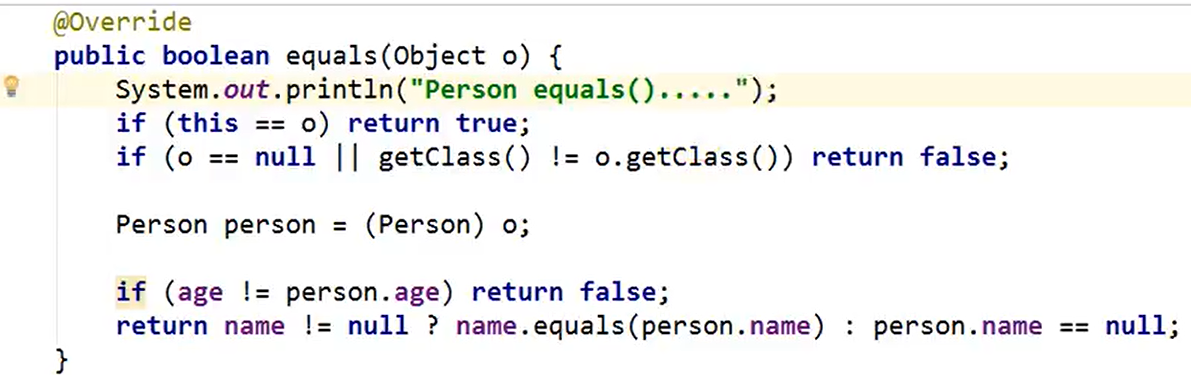 @Override
public boolean equals(Object o) {
System.out.println("Person equals().....");
if (this == o) return true;
if (o == null || getClass() != o.getClass()) return false;
Person person = (Person) o;
if (age != person.age) return false;
return name != null ? name.equals(person.name) : person.name == null;
}